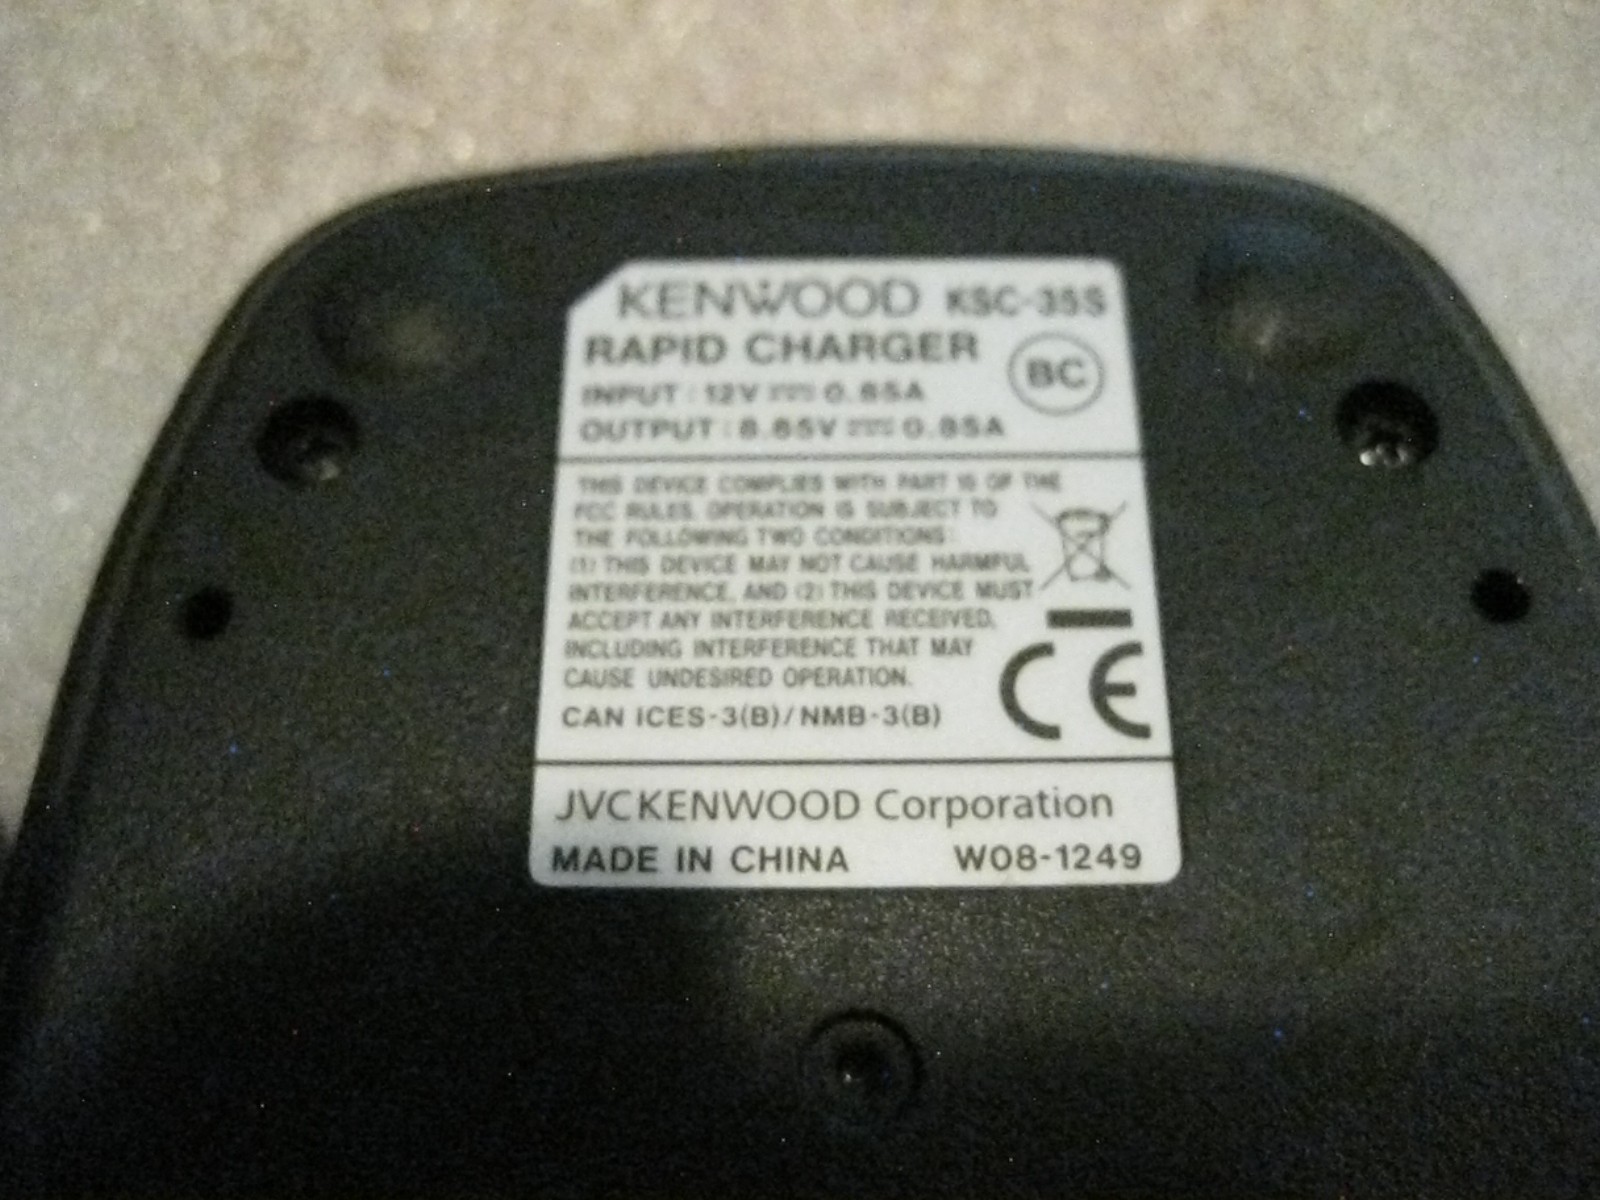 KENWOOD KSC-35S
RAPID CHARGER
BC
INPUT : 12V ⎓ 0.85A
OUTPUT : 8.65V ⎓ 0.85A
THIS DEVICE COMPLIES WITH PART 15 OF THE
FCC RULES. OPERATION IS SUBJECT TO
THE FOLLOWING TWO CONDITIONS:
(1) THIS DEVICE MAY NOT CAUSE HARMFUL
INTERFERENCE, AND (2) THIS DEVICE MUST
ACCEPT ANY INTERFERENCE RECEIVED,
INCLUDING INTERFERENCE THAT MAY
CAUSE UNDESIRED OPERATION.
CE
CAN ICES-3(B)/NMB-3(B)
JVCKENWOOD Corporation
MADE IN CHINA W08-1249